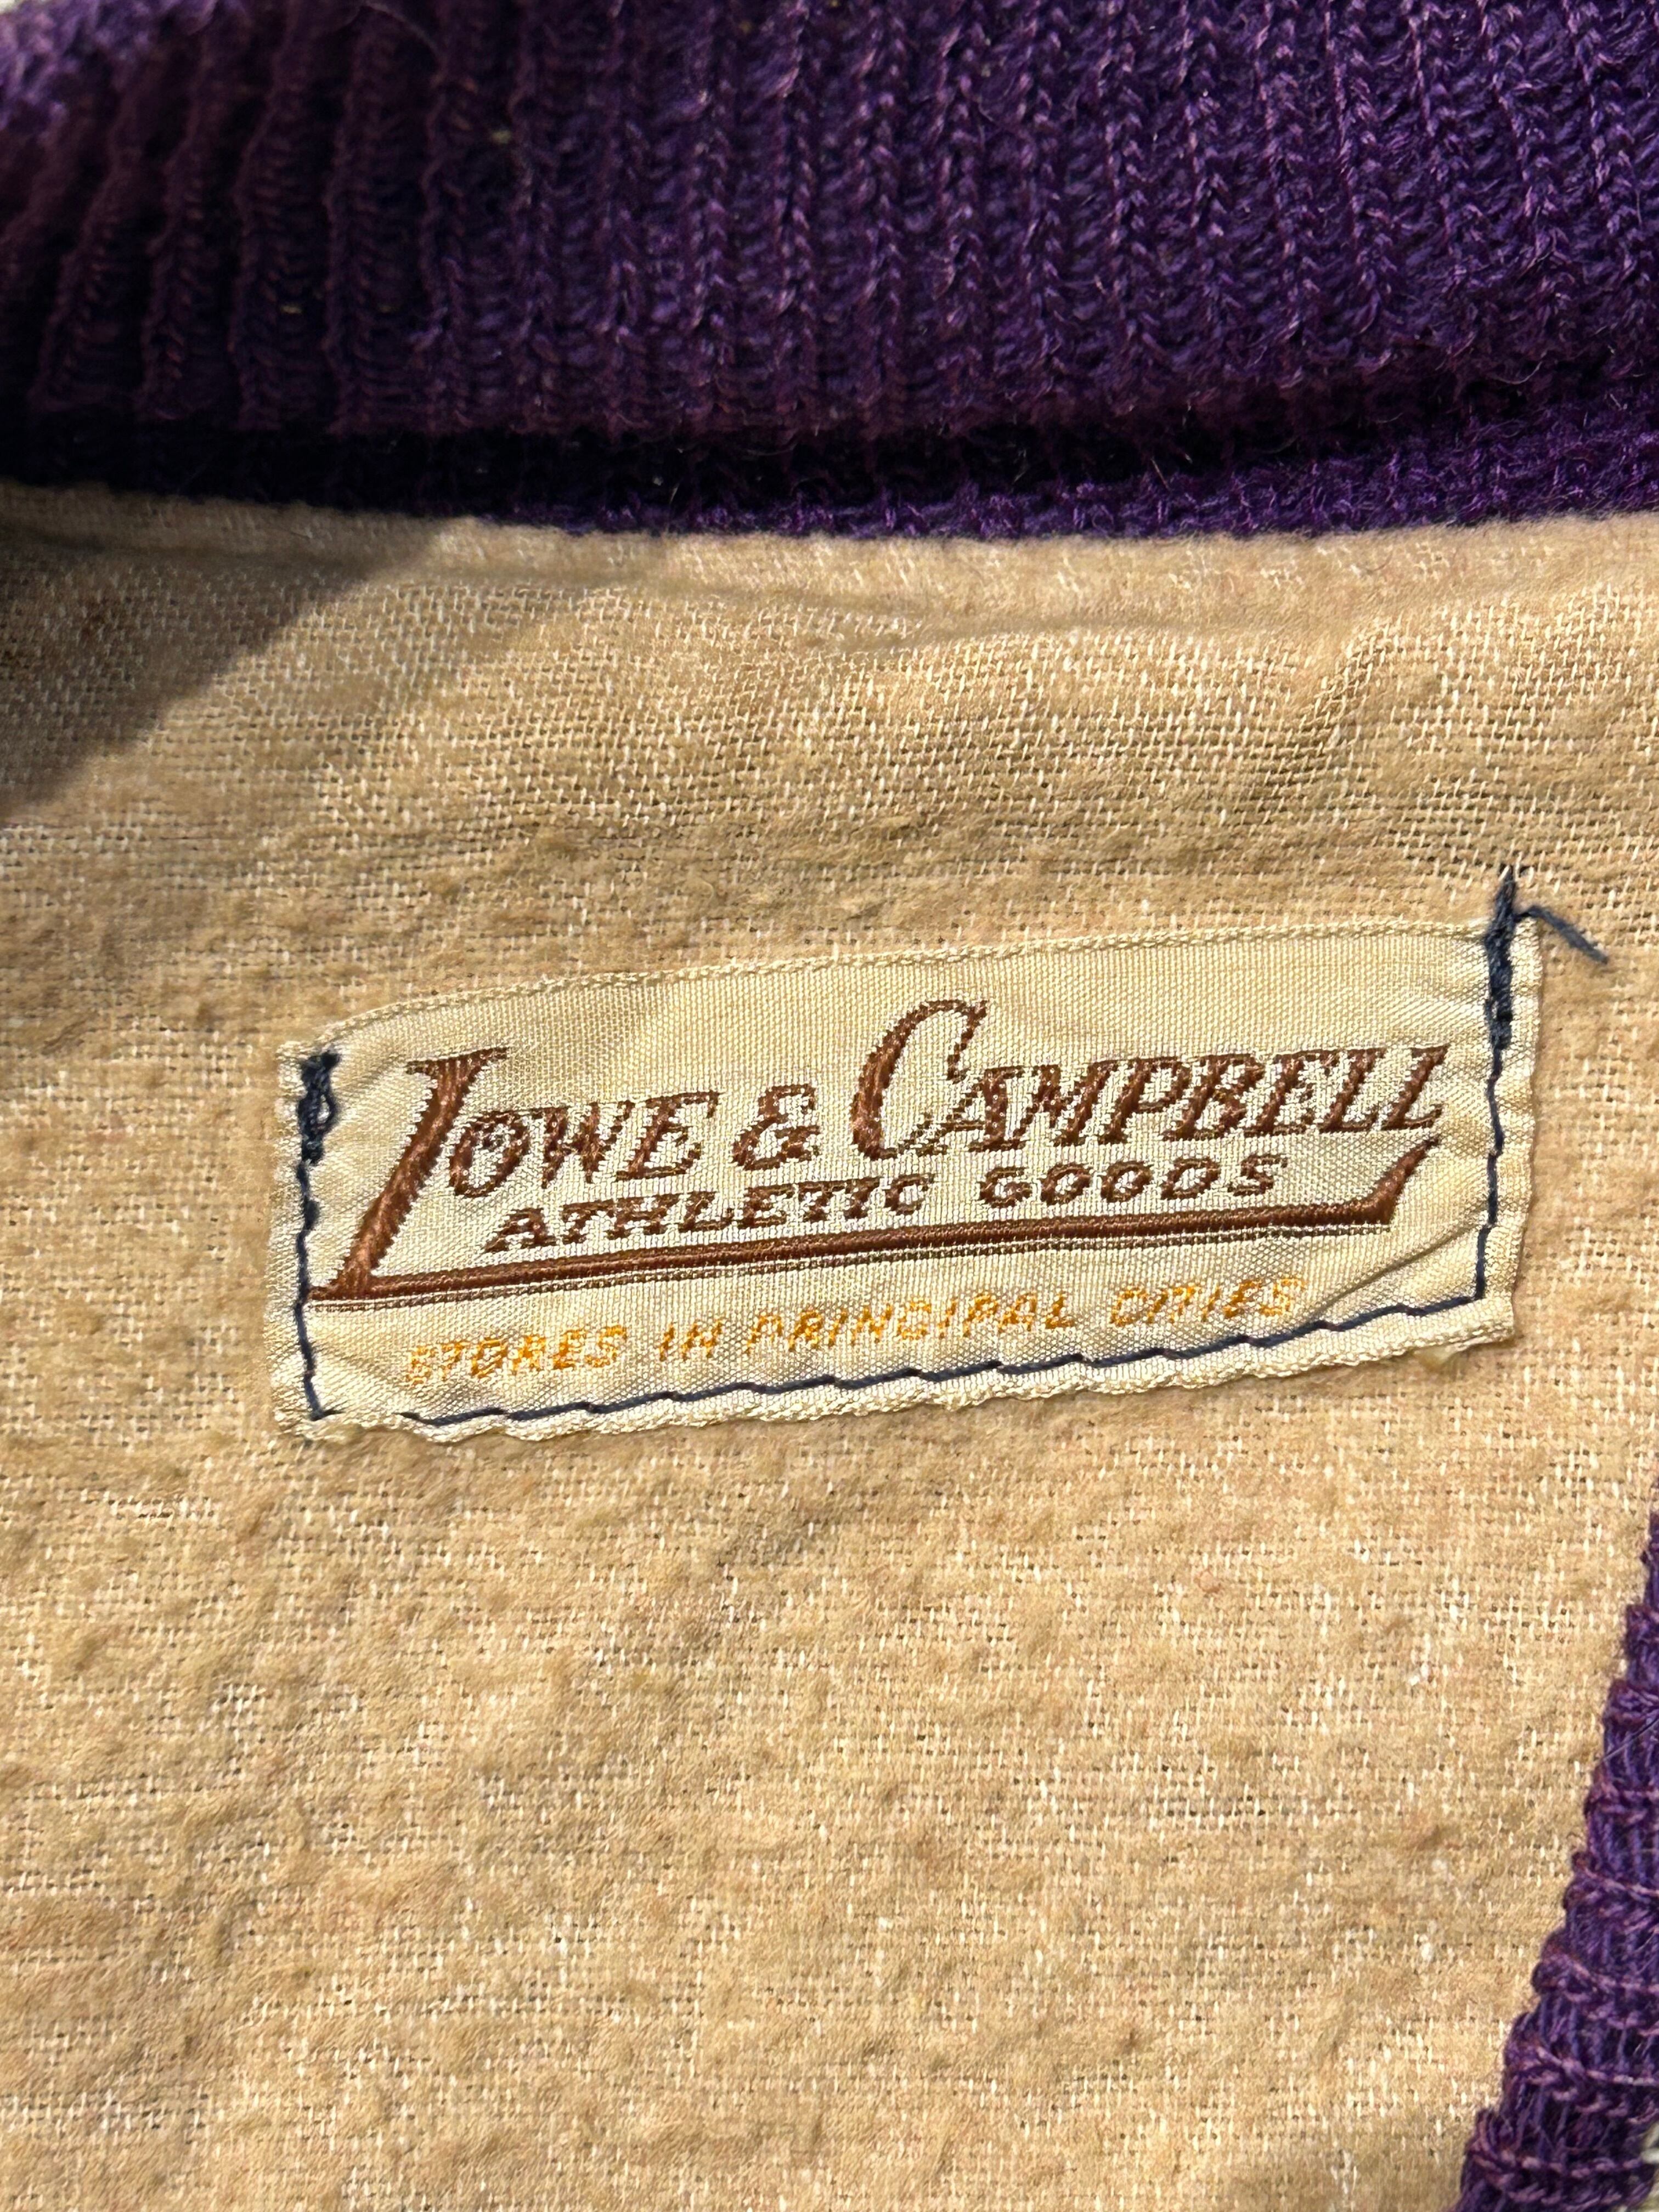 LOWE & CAMPBELL
ATHLETIC GOODS
STORES IN PRINCIPAL CITIES